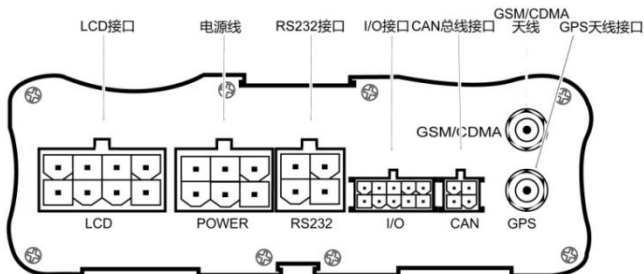 LCD接口
电源线
RS232接口
I/O接口
CAN总线接口
GSM/CDMA
天线
GPS天线接口
GSM/CDMA
LCD
POWER
RS232
I/O
CAN
GPS